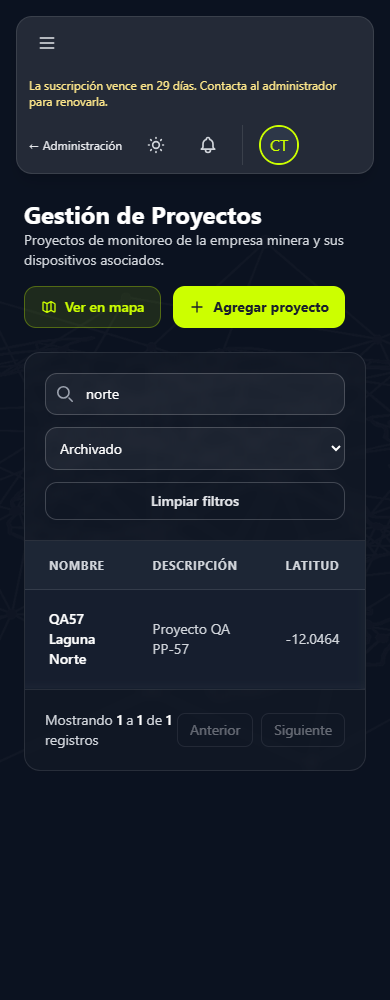 La suscripción vence en 29 días. Contacta al administrador
para renovarla.
← Administración
CT
Gestión de Proyectos
Proyectos de monitoreo de la empresa minera y sus
dispositivos asociados.
Ver en mapa
+ Agregar proyecto
norte
Archivado
Limpiar filtros
NOMBRE DESCRIPCIÓN LATITUD
QA57
Laguna
Norte
Proyecto QA
PP-57
-12.0464
Mostrando 1 a 1 de 1
registros
Anterior
Siguiente